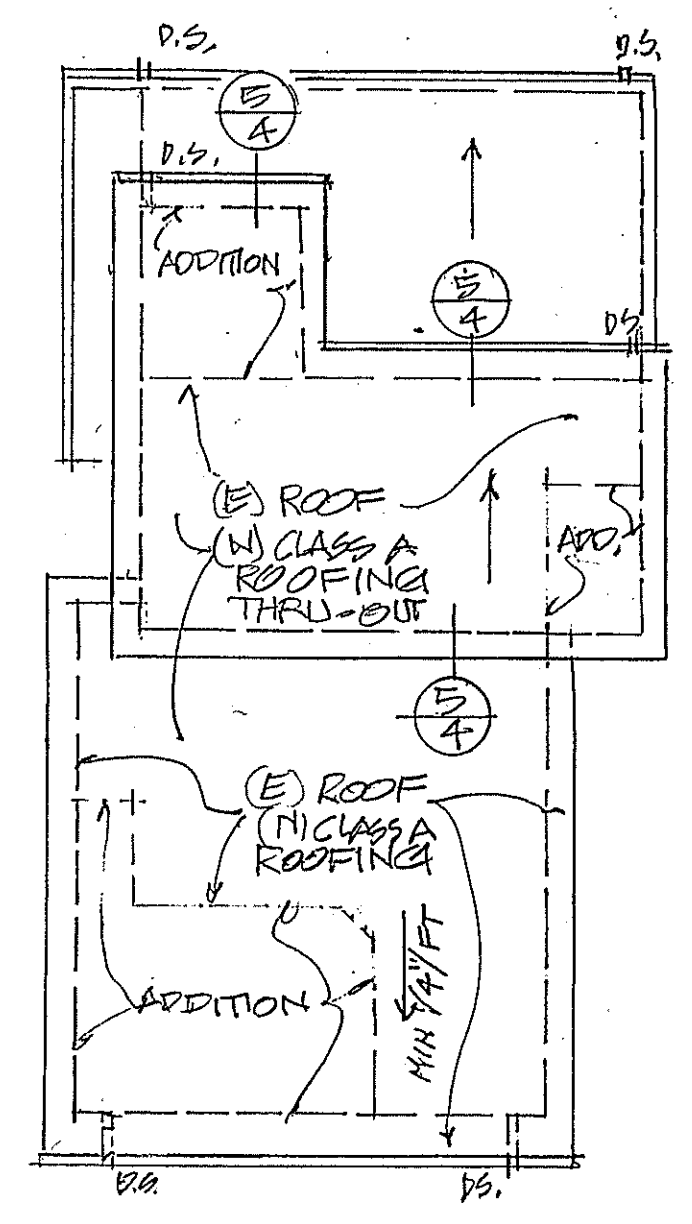 D.S.
D.S.
5
4
D.S.
ADDITION
5
4
DS.
(E) ROOF
(N) CLASS A
ROOFING
THRU-OUT
ADD.
5
4
(E) ROOF
(N) CLASS A
ROOFING
ADDITION
MIN 1/4"/FT
D.S.
DS.